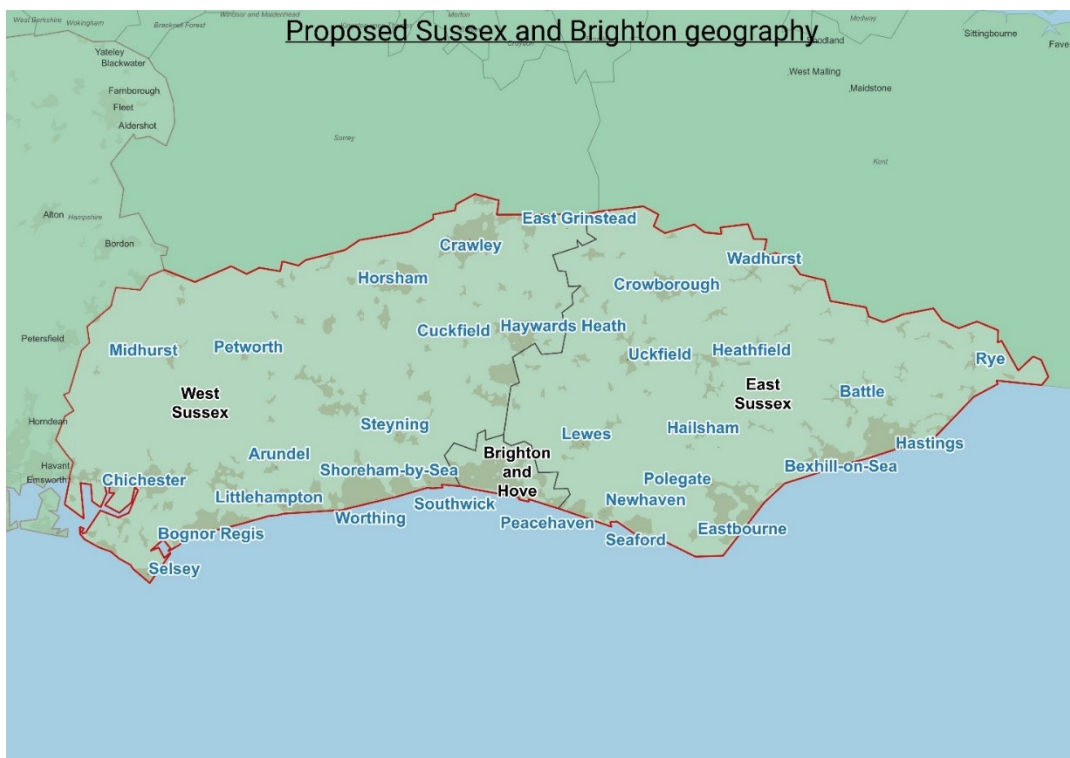 Proposed Sussex and Brighton geography
West Berkshire
Wokingham
Bracknell Forest
Windsor and Maidenhead
Merton
Croydon
Medway
Sittingbourne
Fave
Yateley
Blackwater
West Malling
Maidstone
Farnborough
Fleet
Aldershot
Surrey
Kent
Alton
Hampshire
Bordon
East Grinstead
Crawley
Wadhurst
Horsham
Crowborough
Cuckfield
Haywards Heath
Petersfield
Midhurst
Petworth
Uckfield
Heathfield
Rye
West
Sussex
East
Sussex
Battle
Horndean
Steyning
Lewes
Hailsham
Hastings
Arundel
Brighton
and
Hove
Havant
Emsworth
Chichester
Shoreham-by-Sea
Bexhill-on-Sea
Polegate
Littlehampton
Southwick
Newhaven
Worthing
Peacehaven
Bognor Regis
Seaford
Eastbourne
Selsey